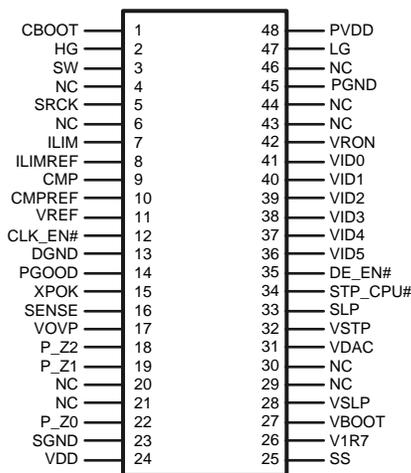 CBOOT 1 48 PVDD
HG 2 47 LG
SW 3 46 NC
NC 4 45 PGND
SRCK 5 44 NC
NC 6 43 NC
ILIM 7 42 VRON
ILIMREF 8 41 VID0
CMP 9 40 VID1
CMPREF 10 39 VID2
VREF 11 38 VID3
CLK_EN# 12 37 VID4
DGND 13 36 VID5
PGOOD 14 35 DE_EN#
XPOK 15 34 STP_CPU#
SENSE 16 33 SLP
VOVP 17 32 VSTP
P_Z2 18 31 VDAC
P_Z1 19 30 NC
NC 20 29 NC
NC 21 28 VSLP
P_Z0 22 27 VBOOT
SGND 23 26 V1R7
VDD 24 25 SS